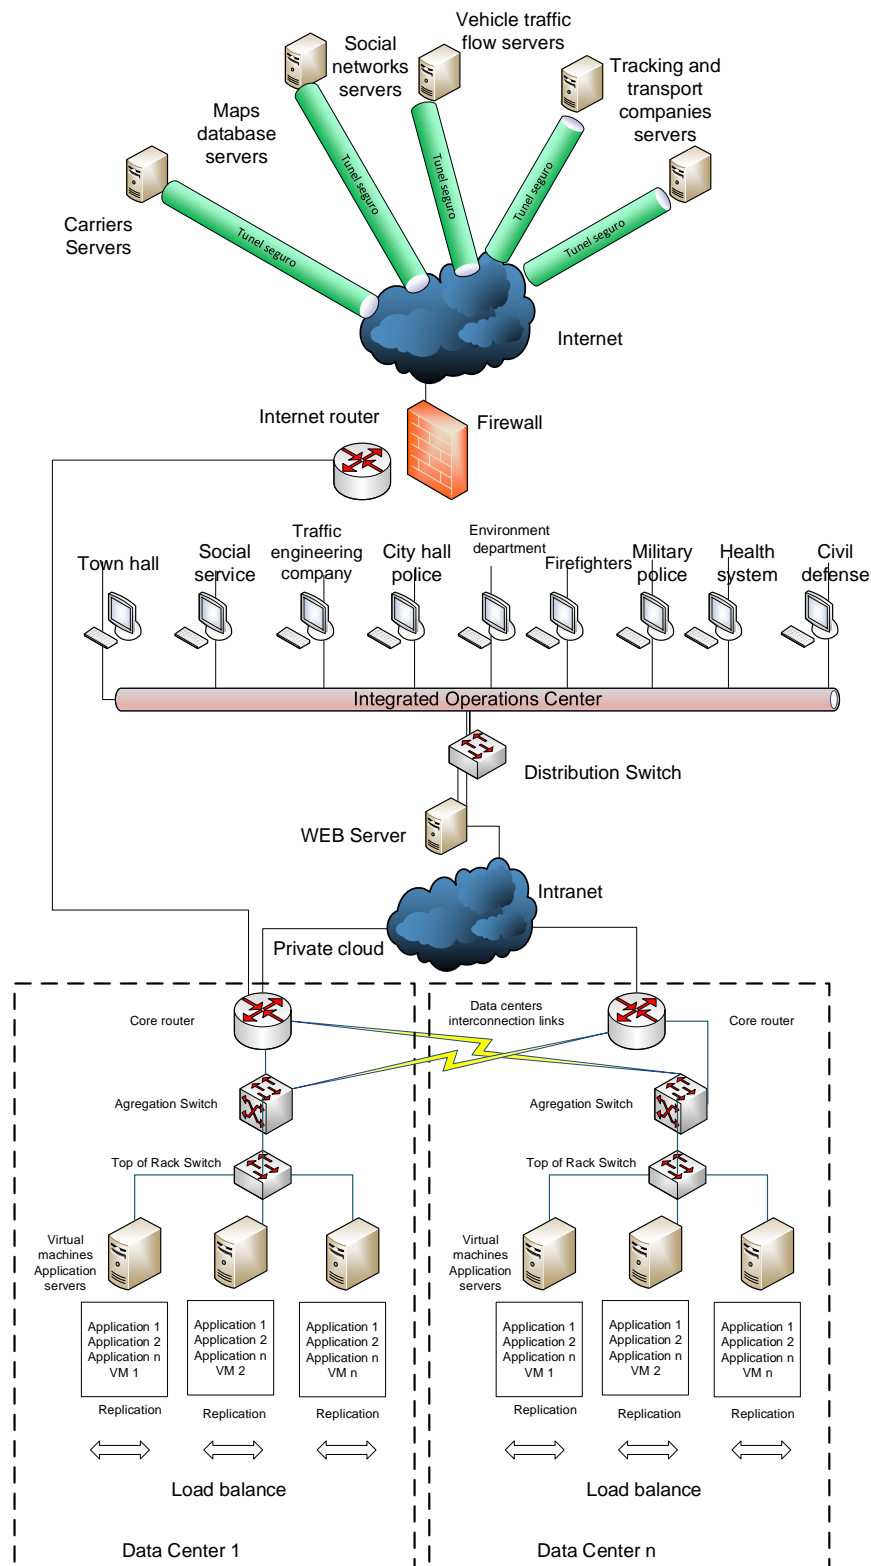 Vehicle traffic
flow servers
Social
networks
servers
Tracking and
transport
companies
servers
Maps
database
servers
Carriers
Servers
Tunel seguro
Tunel seguro
Tunel seguro
Tunel seguro
Tunel seguro
Internet
Internet router
Firewall
Town hall
Social
service
Traffic
engineering
company
City hall
police
Environment
department
Firefighters
Military
police
Health
system
Civil
defense
Integrated Operations Center
Distribution Switch
WEB Server
Intranet
Private cloud
Core router
Data centers
interconnection links
Core router
Agregation Switch
Agregation Switch
Top of Rack Switch
Top of Rack Switch
Virtual
machines
Application
servers
Virtual
machines
Application
servers
Application 1
Application 2
Application n
VM 1
Application 1
Application 2
Application n
VM 2
Application 1
Application 2
Application n
VM n
Application 1
Application 2
Application n
VM 1
Application 1
Application 2
Application n
VM 2
Application 1
Application 2
Application n
VM n
Replication
Replication
Replication
Replication
Replication
Replication
Load balance
Load balance
Data Center 1
Data Center n